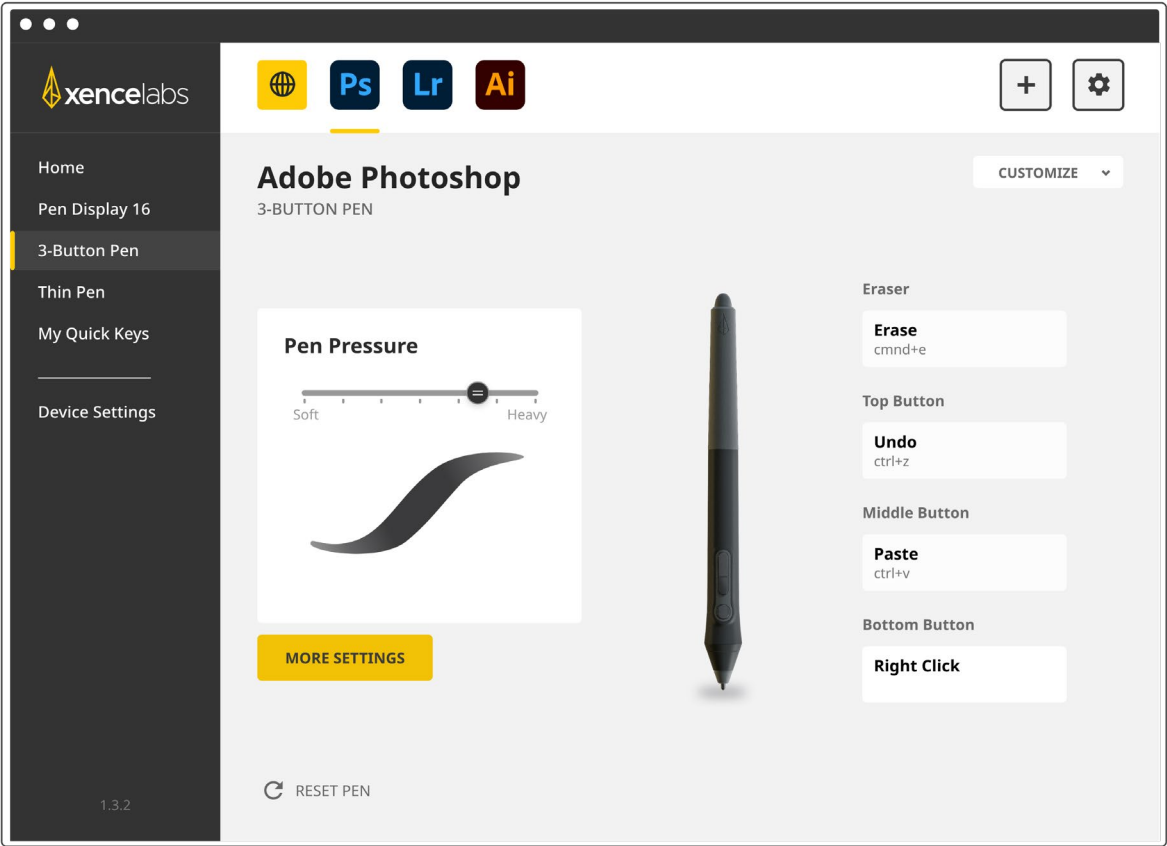 xencelabs
Ps
Lr
Ai
Home
Pen Display 16
3-Button Pen
Thin Pen
My Quick Keys
Device Settings
1.3.2
Adobe Photoshop
3-BUTTON PEN
CUSTOMIZE
Pen Pressure
Soft
Heavy
MORE SETTINGS
RESET PEN
Eraser
Erase
cmnd+e
Top Button
Undo
ctrl+z
Middle Button
Paste
ctrl+v
Bottom Button
Right Click